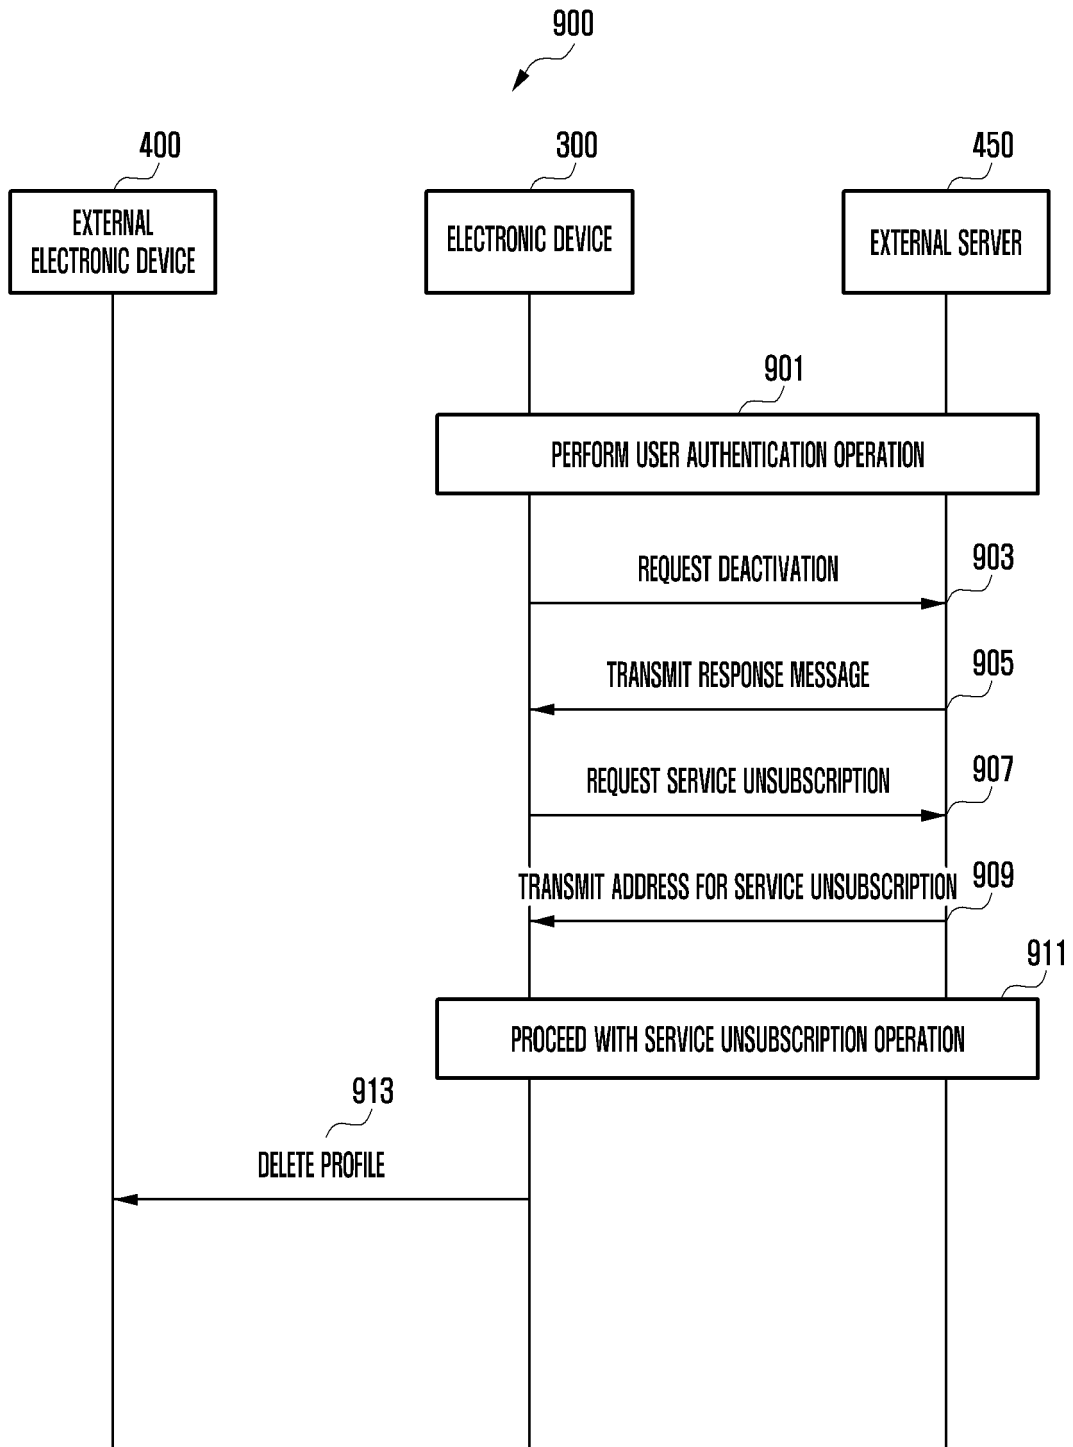 900
400
300
450
EXTERNAL
ELECTRONIC DEVICE
ELECTRONIC DEVICE
EXTERNAL SERVER
901
PERFORM USER AUTHENTICATION OPERATION
903
REQUEST DEACTIVATION
905
TRANSMIT RESPONSE MESSAGE
907
REQUEST SERVICE UNSUBSCRIPTION
909
TRANSMIT ADDRESS FOR SERVICE UNSUBSCRIPTION
911
PROCEED WITH SERVICE UNSUBSCRIPTION OPERATION
913
DELETE PROFILE